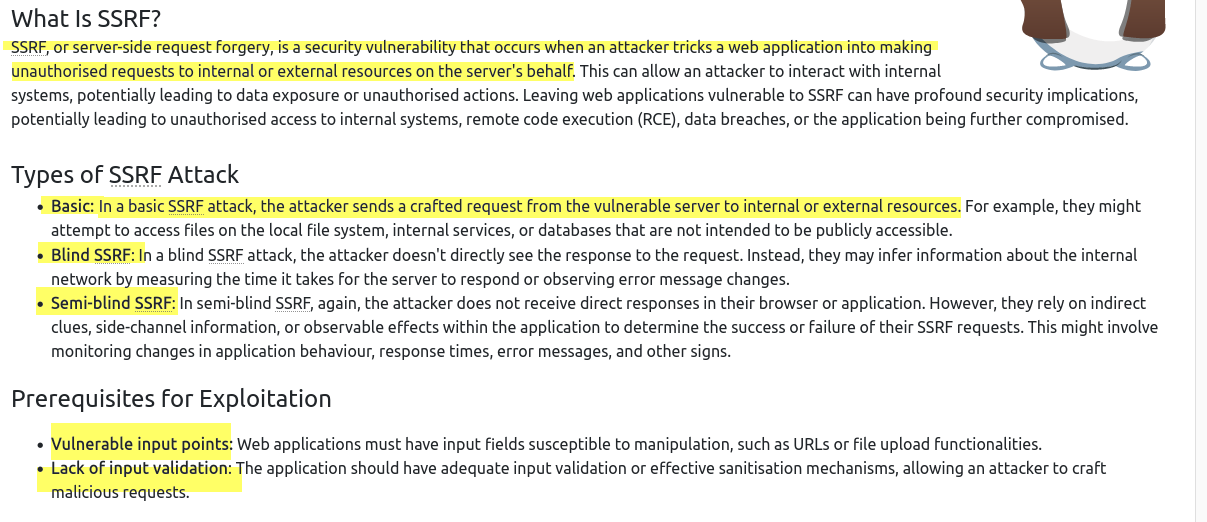 What Is SSRF?
SSRF, or server-side request forgery, is a security vulnerability that occurs when an attacker tricks a web application into making
unauthorised requests to internal or external resources on the server's behalf. This can allow an attacker to interact with internal
systems, potentially leading to data exposure or unauthorised actions. Leaving web applications vulnerable to SSRF can have profound security implications,
potentially leading to unauthorised access to internal systems, remote code execution (RCE), data breaches, or the application being further compromised.
Types of SSRF Attack
• Basic: In a basic SSRF attack, the attacker sends a crafted request from the vulnerable server to internal or external resources. For example, they might
attempt to access files on the local file system, internal services, or databases that are not intended to be publicly accessible.
• Blind SSRF: In a blind SSRF attack, the attacker doesn't directly see the response to the request. Instead, they may infer information about the internal
network by measuring the time it takes for the server to respond or observing error message changes.
• Semi-blind SSRF: In semi-blind SSRF, again, the attacker does not receive direct responses in their browser or application. However, they rely on indirect
clues, side-channel information, or observable effects within the application to determine the success or failure of their SSRF requests. This might involve
monitoring changes in application behaviour, response times, error messages, and other signs.
Prerequisites for Exploitation
• Vulnerable input points: Web applications must have input fields susceptible to manipulation, such as URLs or file upload functionalities.
• Lack of input validation: The application should have adequate input validation or effective sanitisation mechanisms, allowing an attacker to craft
malicious requests.